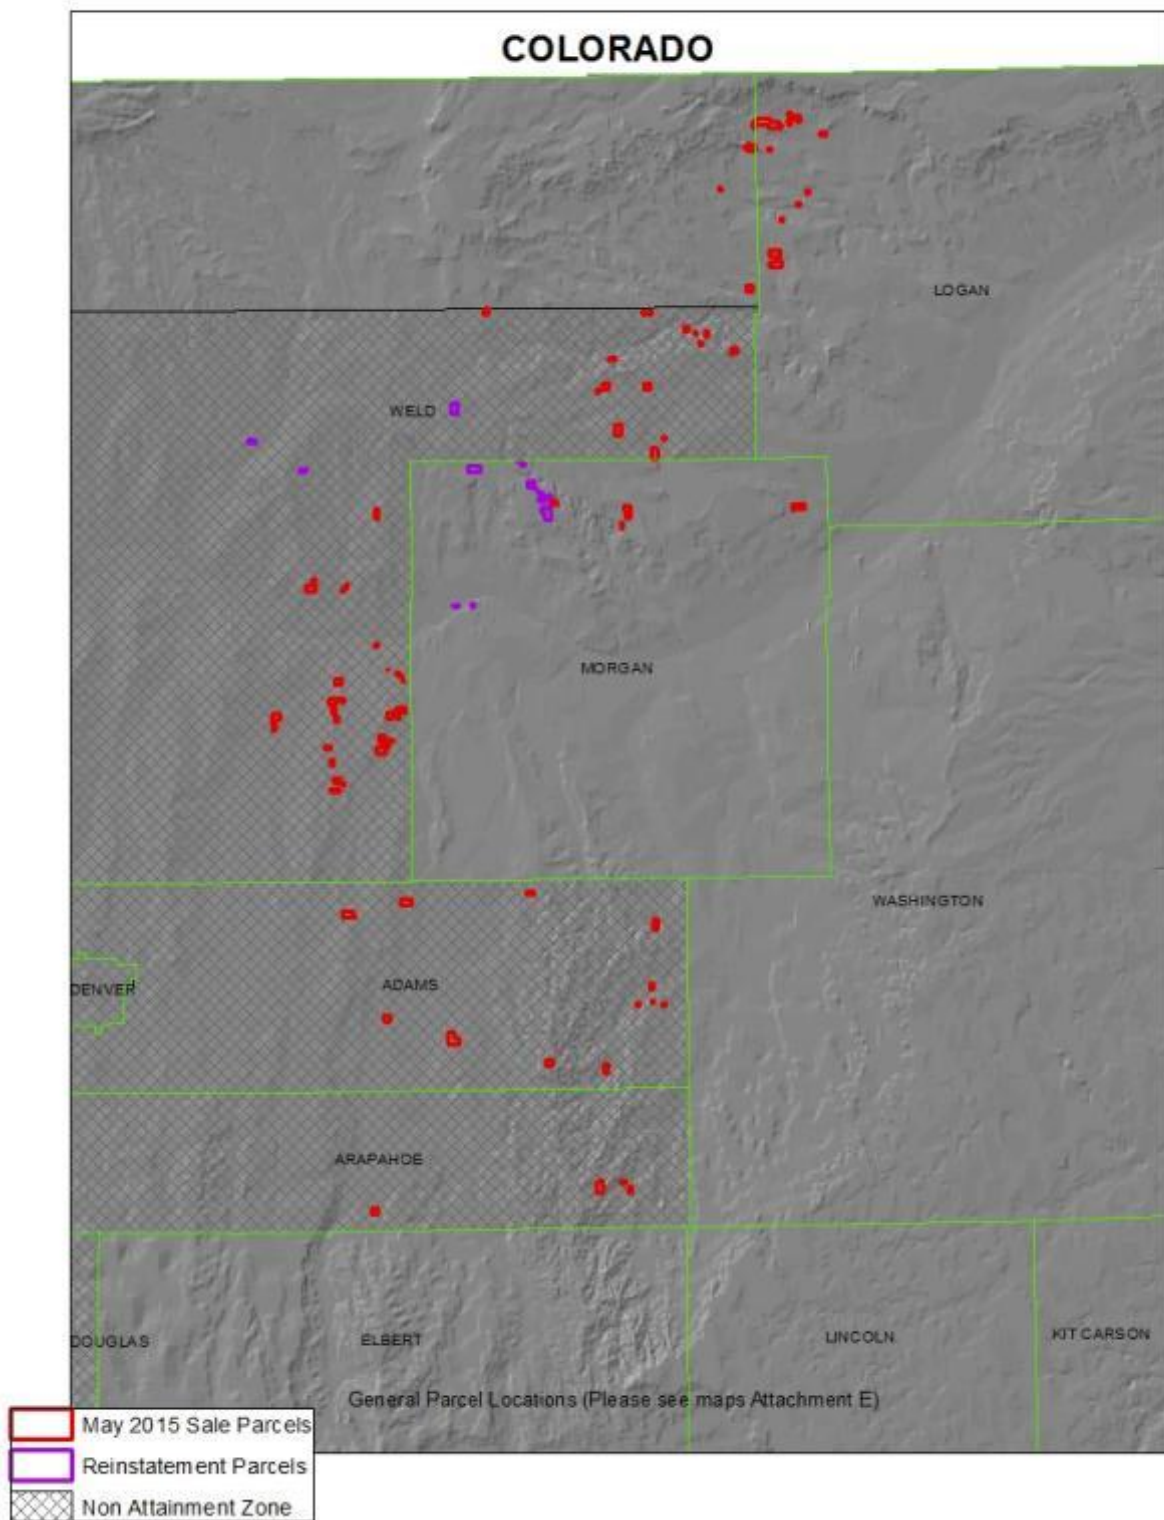 COLORADO
LOGAN
WELD
MORGAN
WASHINGTON
ADAMS
DENVER
ARAPAHOE
DOUGLAS
ELBERT
LINCOLN
KIT CARSON
General Parcel Locations (Please see maps Attachment E)
May 2015 Sale Parcels
Reinstatement Parcels
Non Attainment Zone